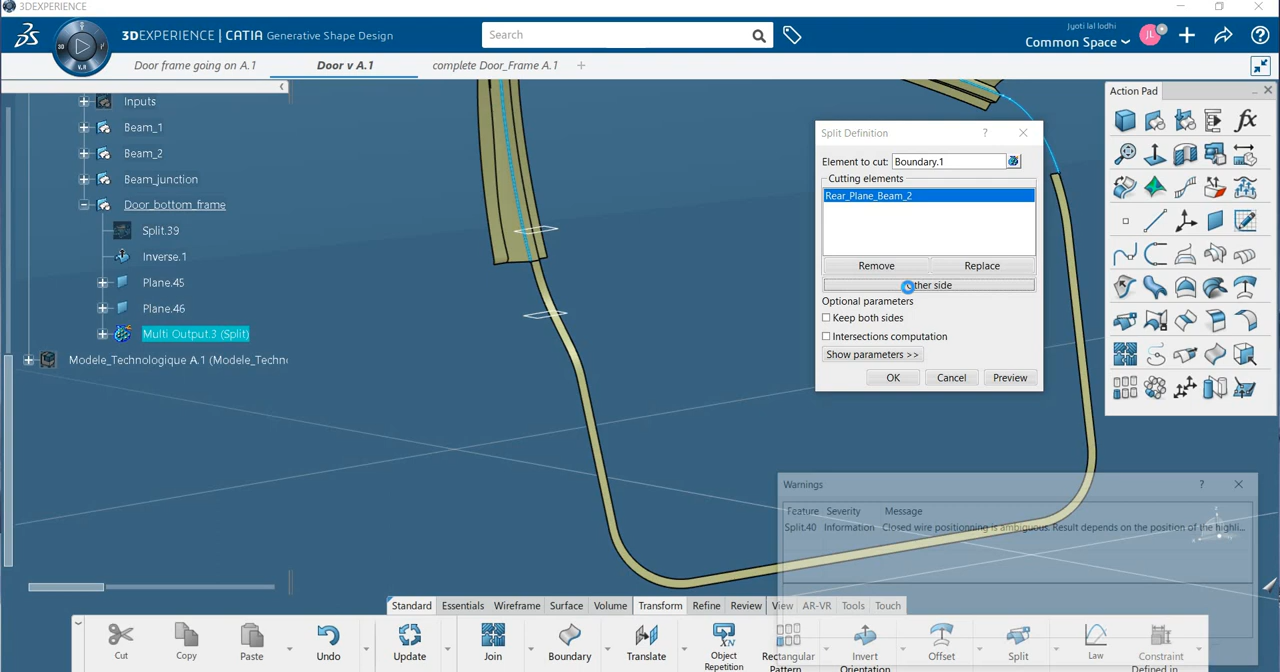 3DEXPERIENCE
3DEXPERIENCE | CATIA Generative Shape Design
Search
Jyoti lal lodhi
Common Space
JL
3D
V.R
Door frame going on A.1
Door v A.1
complete Door_Frame A.1
Action Pad
Inputs
Beam_1
Beam_2
Beam_junction
Door_bottom_frame
Split.39
Inverse.1
Plane.45
Plane.46
Multi Output.3 (Split)
Modele_Technologique A.1 (Modele_Techno
Split Definition
?
Element to cut: Boundary.1
Cutting elements
Rear_Plane_Beam_2
Remove
Replace
ther side
Optional parameters
Keep both sides
Intersections computation
Show parameters >>
OK
Cancel
Preview
fx
Warnings
?
Feature Severity Message
Split.40 Information Closed wire positionning is ambiguous. Result depends on the position of the highli...
Standard Essentials Wireframe Surface Volume Transform Refine Review View AR-VR Tools Touch
Cut
Copy
Paste
Undo
Update
Join
Boundary
Translate
Object
Repetition
Rectangular
Pattern
Invert
Orientation
Offset
Split
Law
Constraint
Defined in